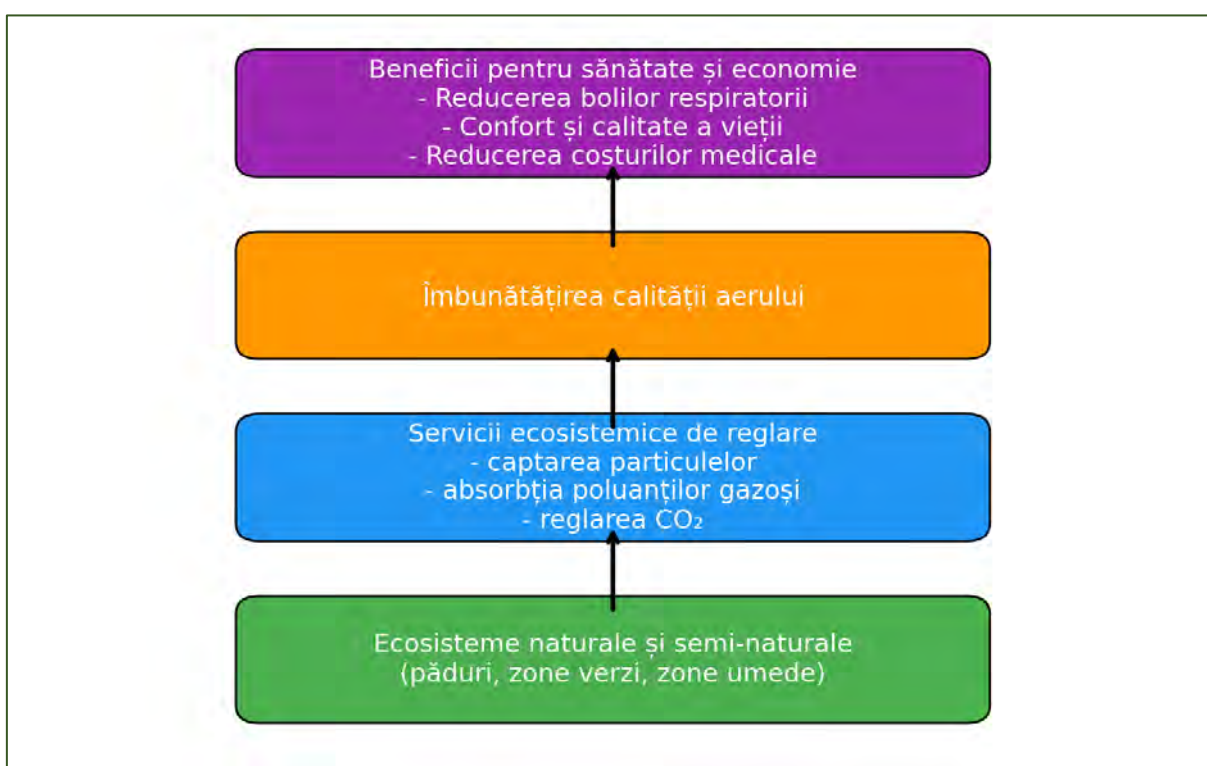 Beneficii pentru sănătate și economie
- Reducerea bolilor respiratorii
- Confort și calitate a vieții
- Reducerea costurilor medicale
Îmbunătățirea calității aerului
Servicii ecosistemice de reglare
- captarea particulelor
- absorbția poluanților gazoși
- reglarea CO₂
Ecosisteme naturale și semi-naturale
(păduri, zone verzi, zone umede)